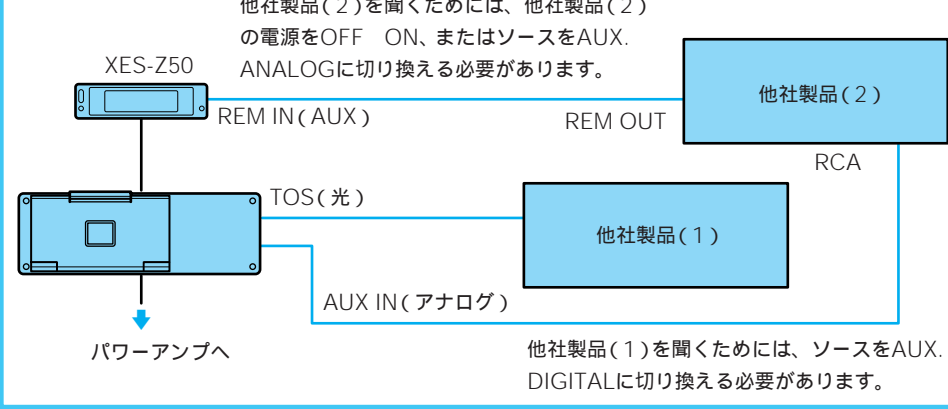 他社製品(2)を聞くためには、他社製品(2)
の電源をOFF　ON、またはソースをAUX.
ANALOGに切り換える必要があります。
XES-Z50
REM IN(AUX)
REM OUT
他社製品(2)
RCA
TOS(光)
他社製品(1)
AUX IN(アナログ)
パワーアンプへ
他社製品(1)を聞くためには、ソースをAUX.
DIGITALに切り換える必要があります。